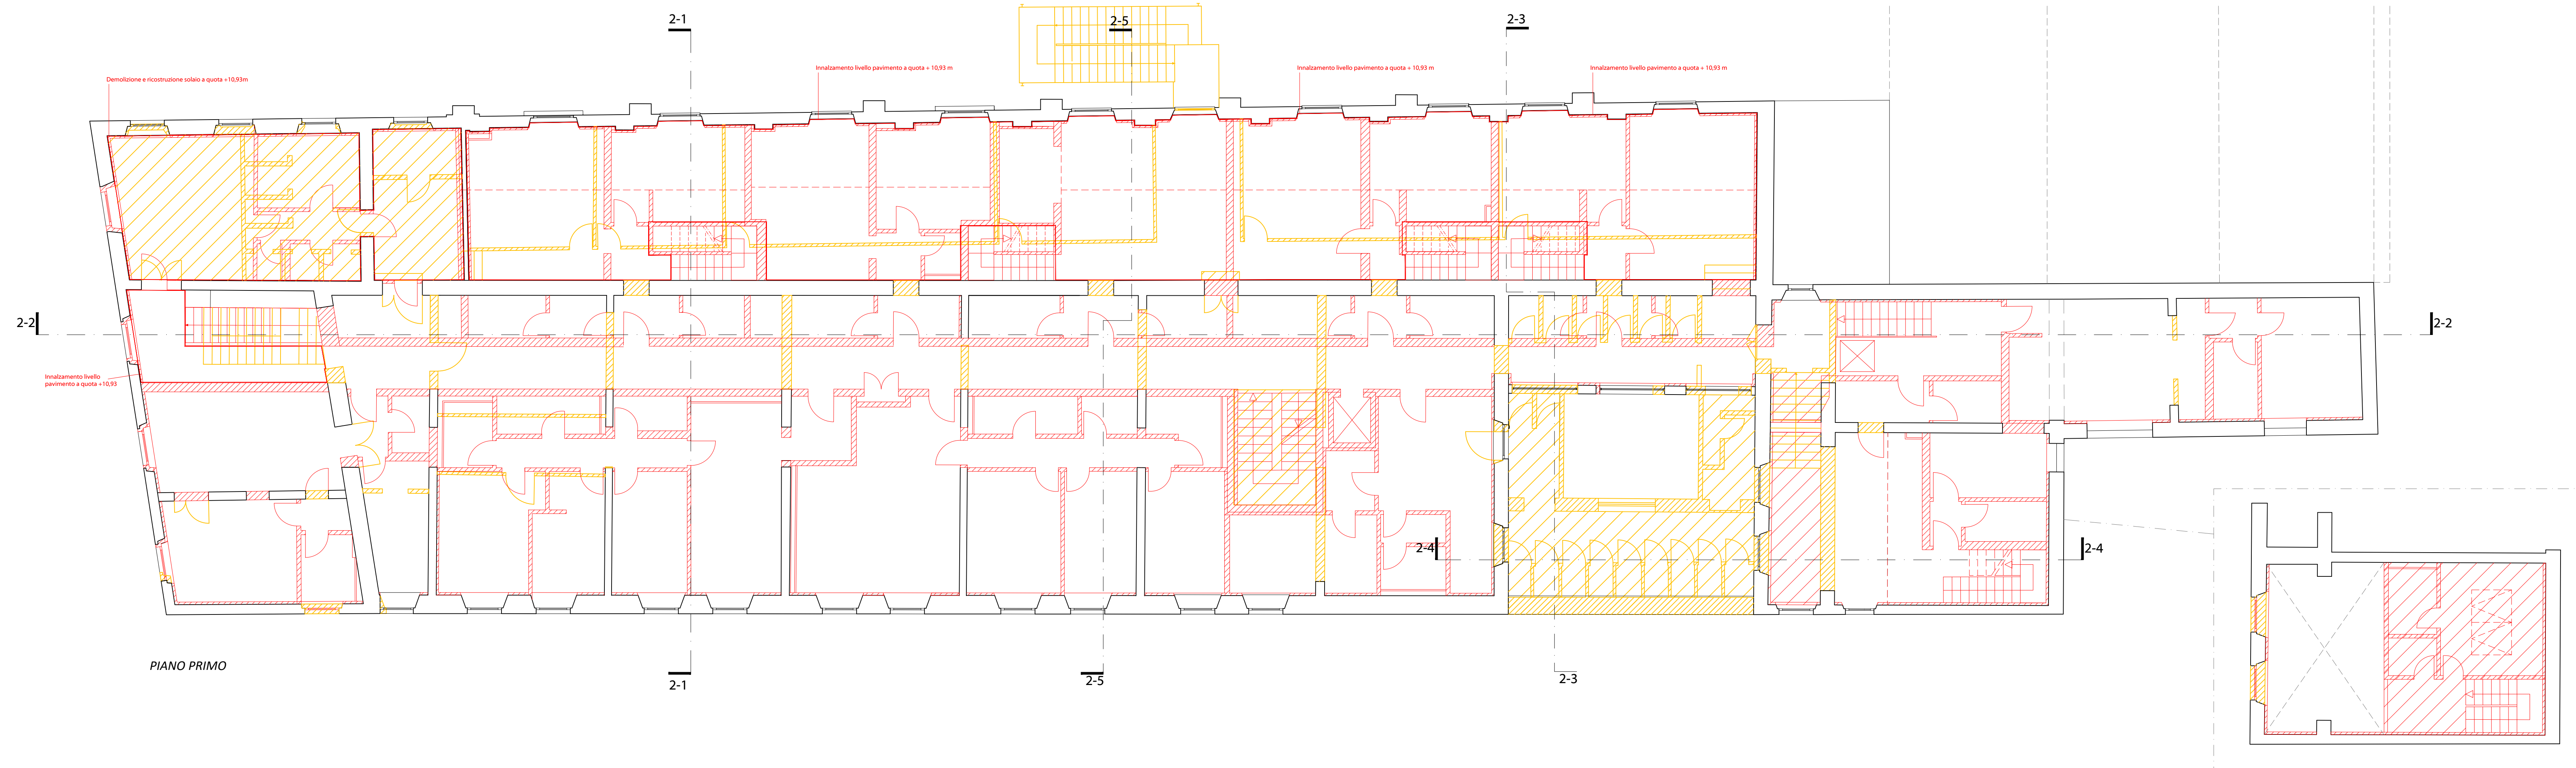 2-1
2-5
2-3
Demolizione e ricostruzione solaio a quota +10,93m
Innalzamento livello pavimento a quota + 10,93 m
Innalzamento livello pavimento a quota + 10,93 m
Innalzamento livello pavimento a quota + 10,93 m
2-2
2-2
Innalzamento livello
pavimento a quota +10,93
2-4
2-4
PIANO PRIMO
2-1
2-5
2-3